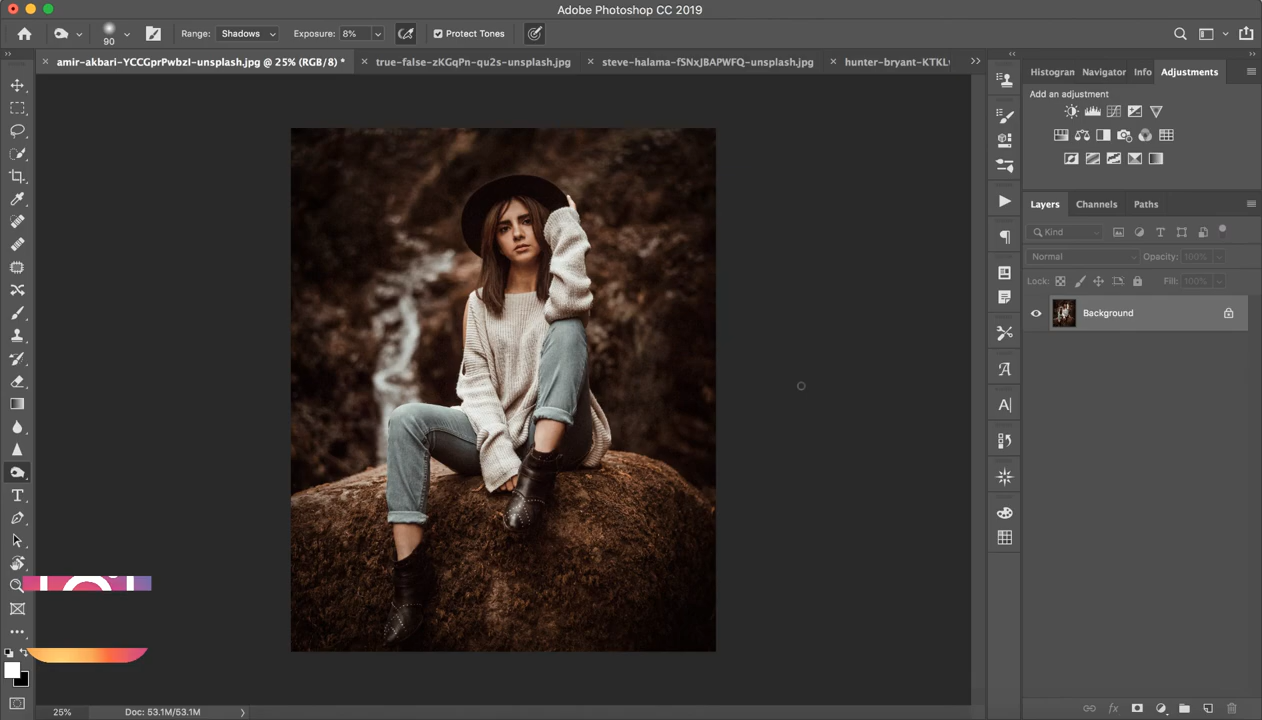 Adobe Photoshop CC 2019
90
Range: Shadows
Exposure: 8%
Protect Tones
amir-akbari-YCCGprPwbzI-unsplash.jpg @ 25% (RGB/8) *
true-false-zKGqPn-qu2s-unsplash.jpg
steve-halama-fSNxJBAPWFQ-unsplash.jpg
hunter-bryant-KTKL
Histogran
Navigator
Info
Adjustments
Add an adjustment
Layers
Channels
Paths
Kind
Normal
Opacity: 100%
Lock:
Fill: 100%
Background
25%
Doc: 53.1M/53.1M